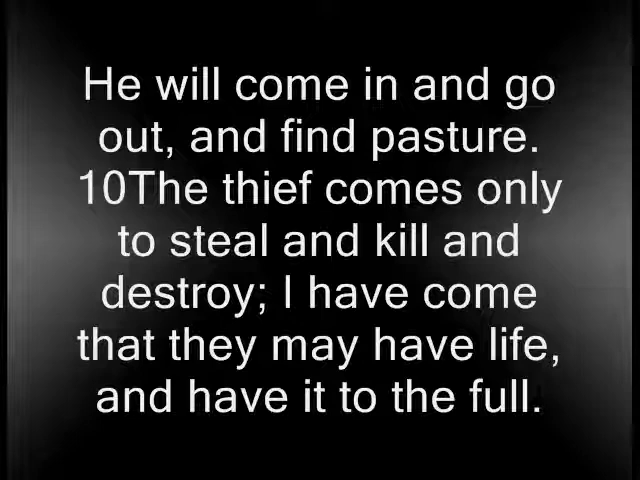 He will come in and go
out, and find pasture.
10The thief comes only
to steal and kill and
destroy; I have come
that they may have life,
and have it to the full.